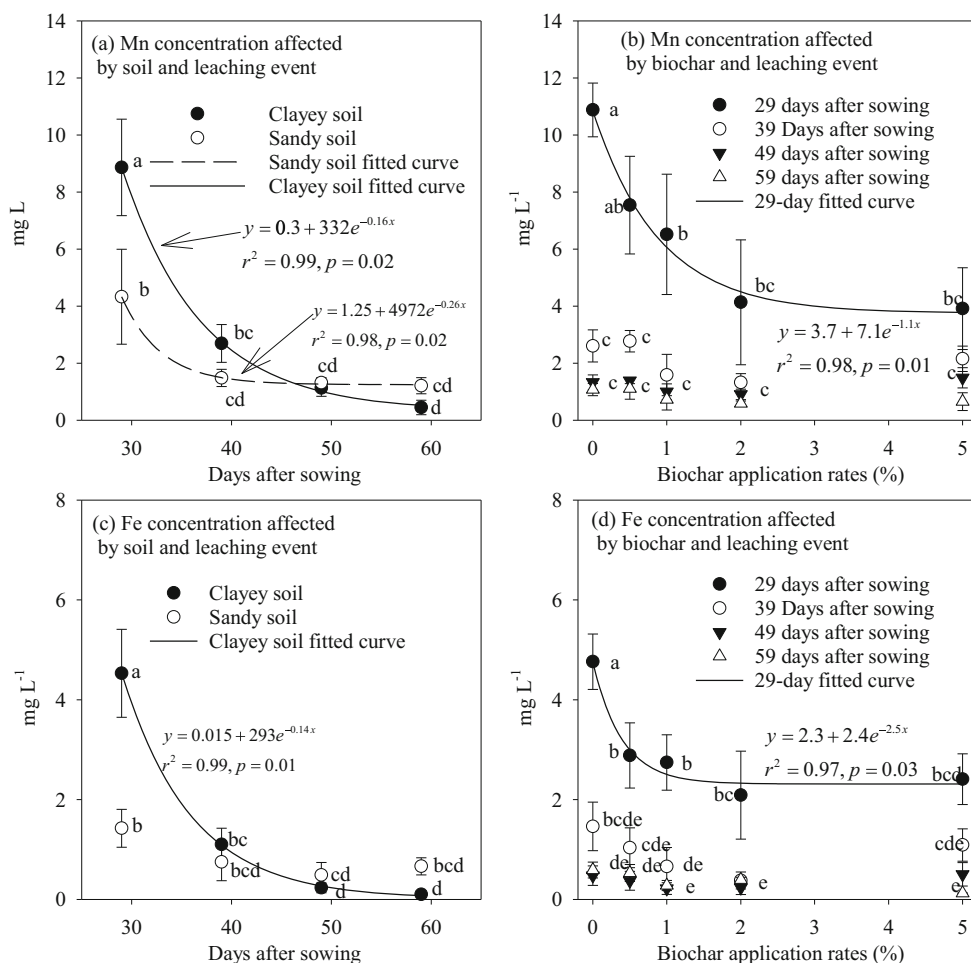 (a) Mn concentration affected
by soil and leaching event
Clayey soil
Sandy soil
Sandy soil fitted curve
Clayey soil fitted curve
y = 0.3 + 332e^{-0.16x}
r² = 0.99, p = 0.02
y = 1.25 + 4972e^{-0.26x}
r² = 0.98, p = 0.02
a
b
bc
cd
cd
cd
d
14
12
10
8
6
4
2
0
mg L
30 40 50 60
Days after sowing
(b) Mn concentration affected
by biochar and leaching event
29 days after sowing
39 Days after sowing
49 days after sowing
59 days after sowing
29-day fitted curve
y = 3.7 + 7.1e^{-1.1x}
r² = 0.98, p = 0.01
a
ab
b
bc
bc
c
c
c
c
c
c
c
14
12
10
8
6
4
2
0
mg L⁻¹
0 1 2 3 4 5
Biochar application rates (%)
(c) Fe concentration affected
by soil and leaching event
Clayey soil
Sandy soil
Clayey soil fitted curve
y = 0.015 + 293e^{-0.14x}
r² = 0.99, p = 0.01
a
b
bc
bcd
cd
d
bcd
d
8
6
4
2
0
mg L⁻¹
30 40 50 60
Days after sowing
(d) Fe concentration affected
by biochar and leaching event
29 days after sowing
39 Days after sowing
49 days after sowing
59 days after sowing
29-day fitted curve
y = 2.3 + 2.4e^{-2.5x}
r² = 0.97, p = 0.03
a
b
b
bc
bcd
bcde
cde
de
cde
de de
e
e
e
8
6
4
2
0
mg L⁻¹
0 1 2 3 4 5
Biochar application rates (%)